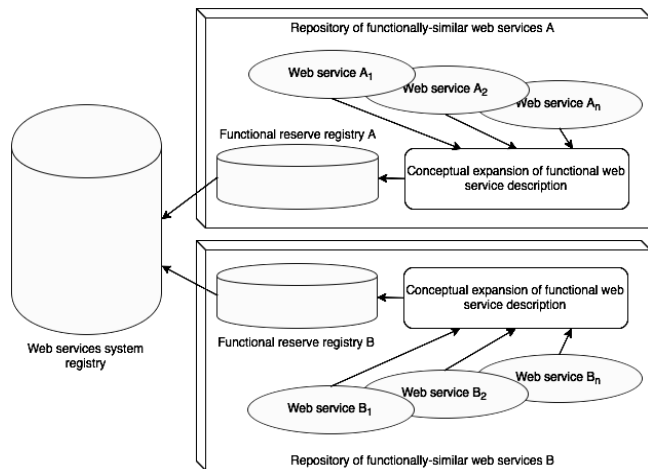 Repository of functionally-similar web services A
Web service A1
Web service A2
Web service An
Functional reserve registry A
Conceptual expansion of functional web
service description
Web services system
registry
Conceptual expansion of functional web
service description
Functional reserve registry B
Web service Bn
Web service B2
Web service B1
Repository of functionally-similar web services B